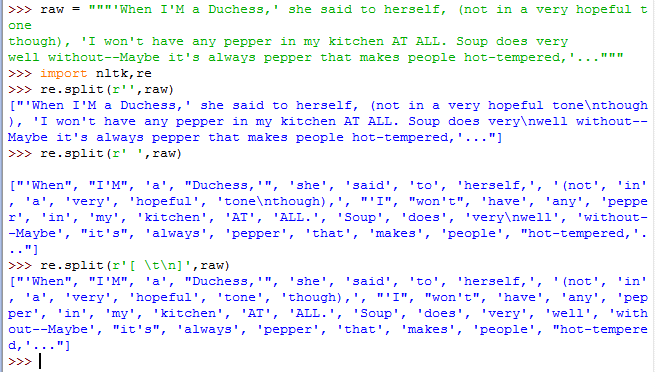 >>> raw = """'When I'M a Duchess,' she said to herself, (not in a very hopeful t
one
though), 'I won't have any pepper in my kitchen AT ALL. Soup does very
well without--Maybe it's always pepper that makes people hot-tempered,'..."""
>>> import nltk,re
>>> re.split(r'',raw)
["'When I'M a Duchess,' she said to herself, (not in a very hopeful tone\nthough
), 'I won't have any pepper in my kitchen AT ALL. Soup does very\nwell without--
Maybe it's always pepper that makes people hot-tempered,'..."]
>>> re.split(r' ',raw)
["'When", "I'M", 'a', "Duchess,'", 'she', 'said', 'to', 'herself,', '(not', 'in'
, 'a', 'very', 'hopeful', 'tone\nthough),', "'I", "won't", 'have', 'any', 'peppe
r', 'in', 'my', 'kitchen', 'AT', 'ALL.', 'Soup', 'does', 'very\nwell', 'without-
-Maybe', "it's", 'always', 'pepper', 'that', 'makes', 'people', "hot-tempered,'.
.."]
>>> re.split(r'[ \t\n]',raw)
["'When", "I'M", 'a', "Duchess,'", 'she', 'said', 'to', 'herself,', '(not', 'in'
, 'a', 'very', 'hopeful', 'tone', 'though),', "'I", "won't", 'have', 'any', 'pep
per', 'in', 'my', 'kitchen', 'AT', 'ALL.', 'Soup', 'does', 'very', 'well', 'with
out--Maybe', "it's", 'always', 'pepper', 'that', 'makes', 'people', "hot-tempere
d,'..."]
>>>